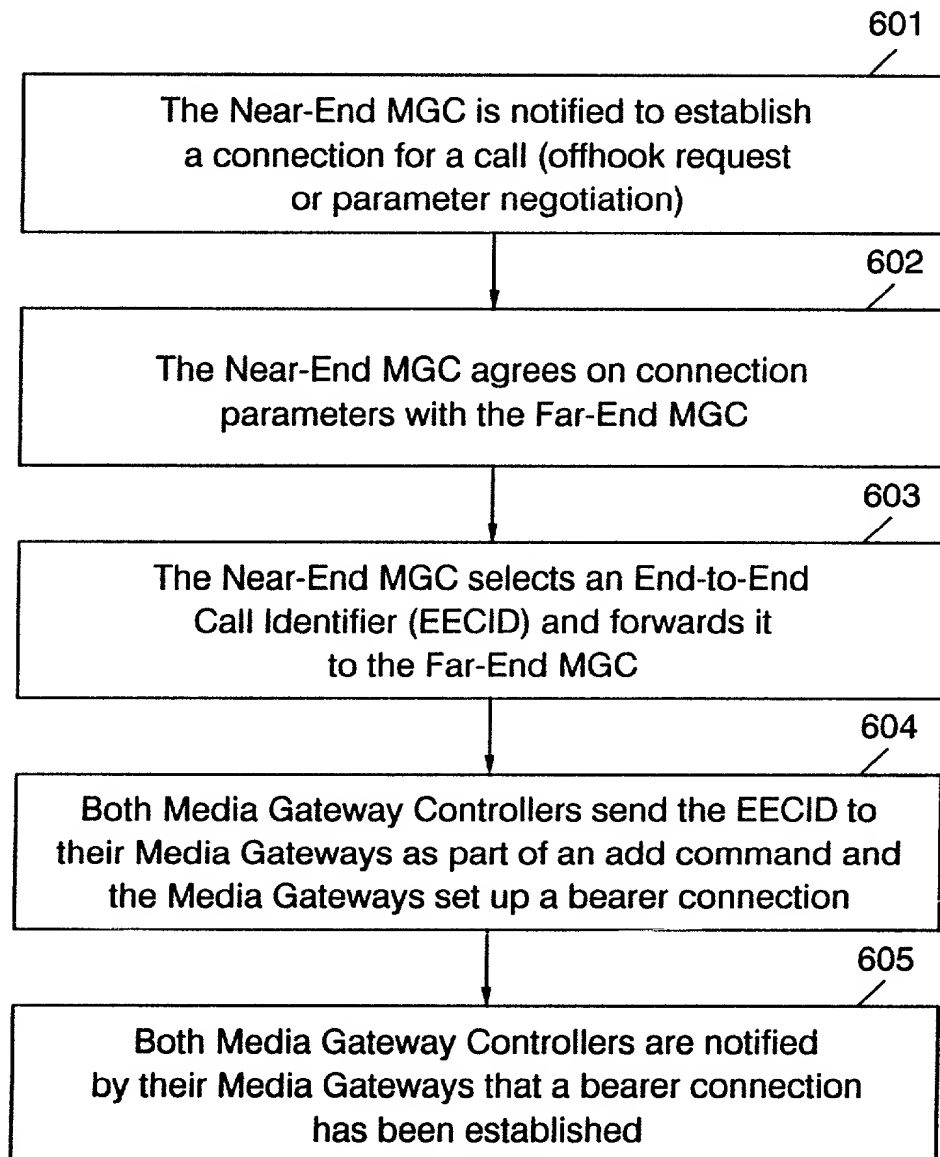 601
The Near-End MGC is notified to establish
a connection for a call (offhook request
or parameter negotiation)
602
The Near-End MGC agrees on connection
parameters with the Far-End MGC
603
The Near-End MGC selects an End-to-End
Call Identifier (EECID) and forwards it
to the Far-End MGC
604
Both Media Gateway Controllers send the EECID to
their Media Gateways as part of an add command and
the Media Gateways set up a bearer connection
605
Both Media Gateway Controllers are notified
by their Media Gateways that a bearer connection
has been established